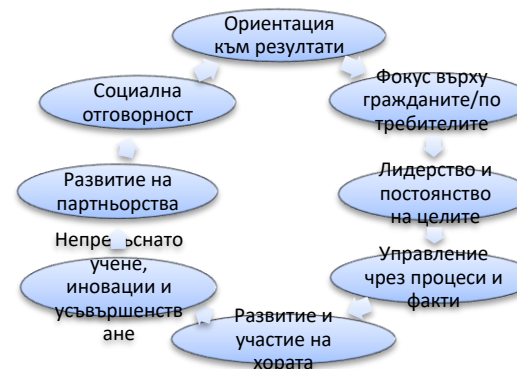 Ориентация
към резултати
Фокус върху
гражданите/по
требителите
Лидерство и
постоянство
на целите
Управление
чрез процеси и
факти
Развитие и
участие на
хората
Непрекъснато
учене,
иновации и
усъвършенств
ане
Развитие на
партньорства
Социална
отговорност